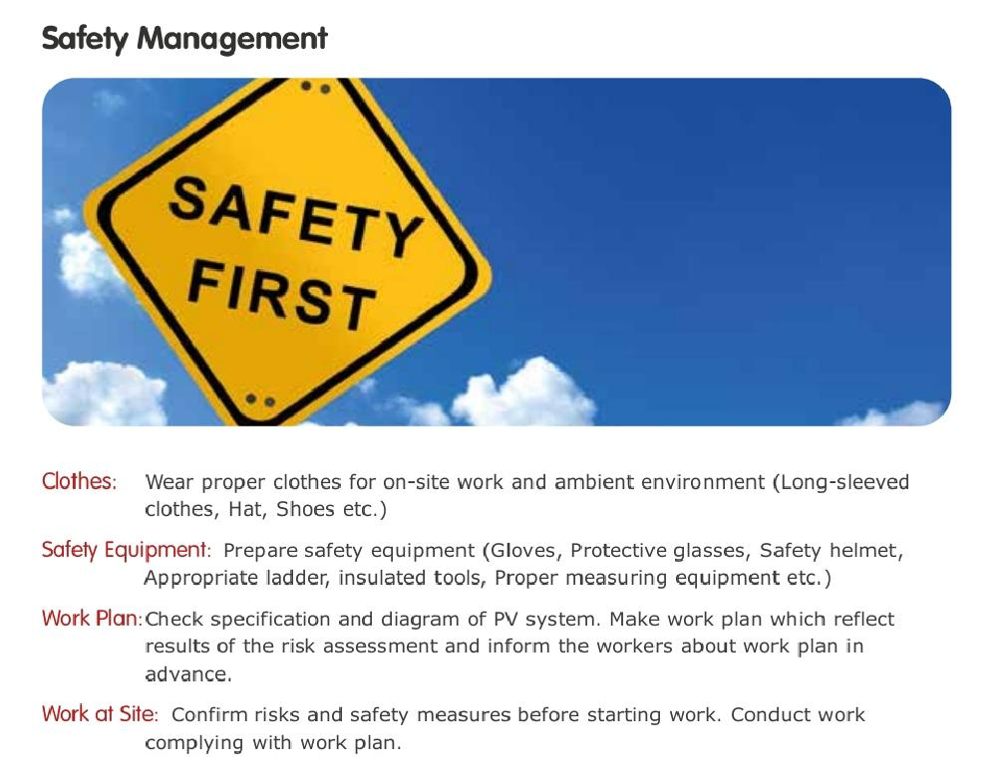 Safety Management
SAFETY
FIRST
Clothes: Wear proper clothes for on-site work and ambient environment (Long-sleeved
clothes, Hat, Shoes etc.)
Safety Equipment: Prepare safety equipment (Gloves, Protective glasses, Safety helmet,
Appropriate ladder, insulated tools, Proper measuring equipment etc.)
Work Plan: Check specification and diagram of PV system. Make work plan which reflect
results of the risk assessment and inform the workers about work plan in
advance.
Work at Site: Confirm risks and safety measures before starting work. Conduct work
complying with work plan.